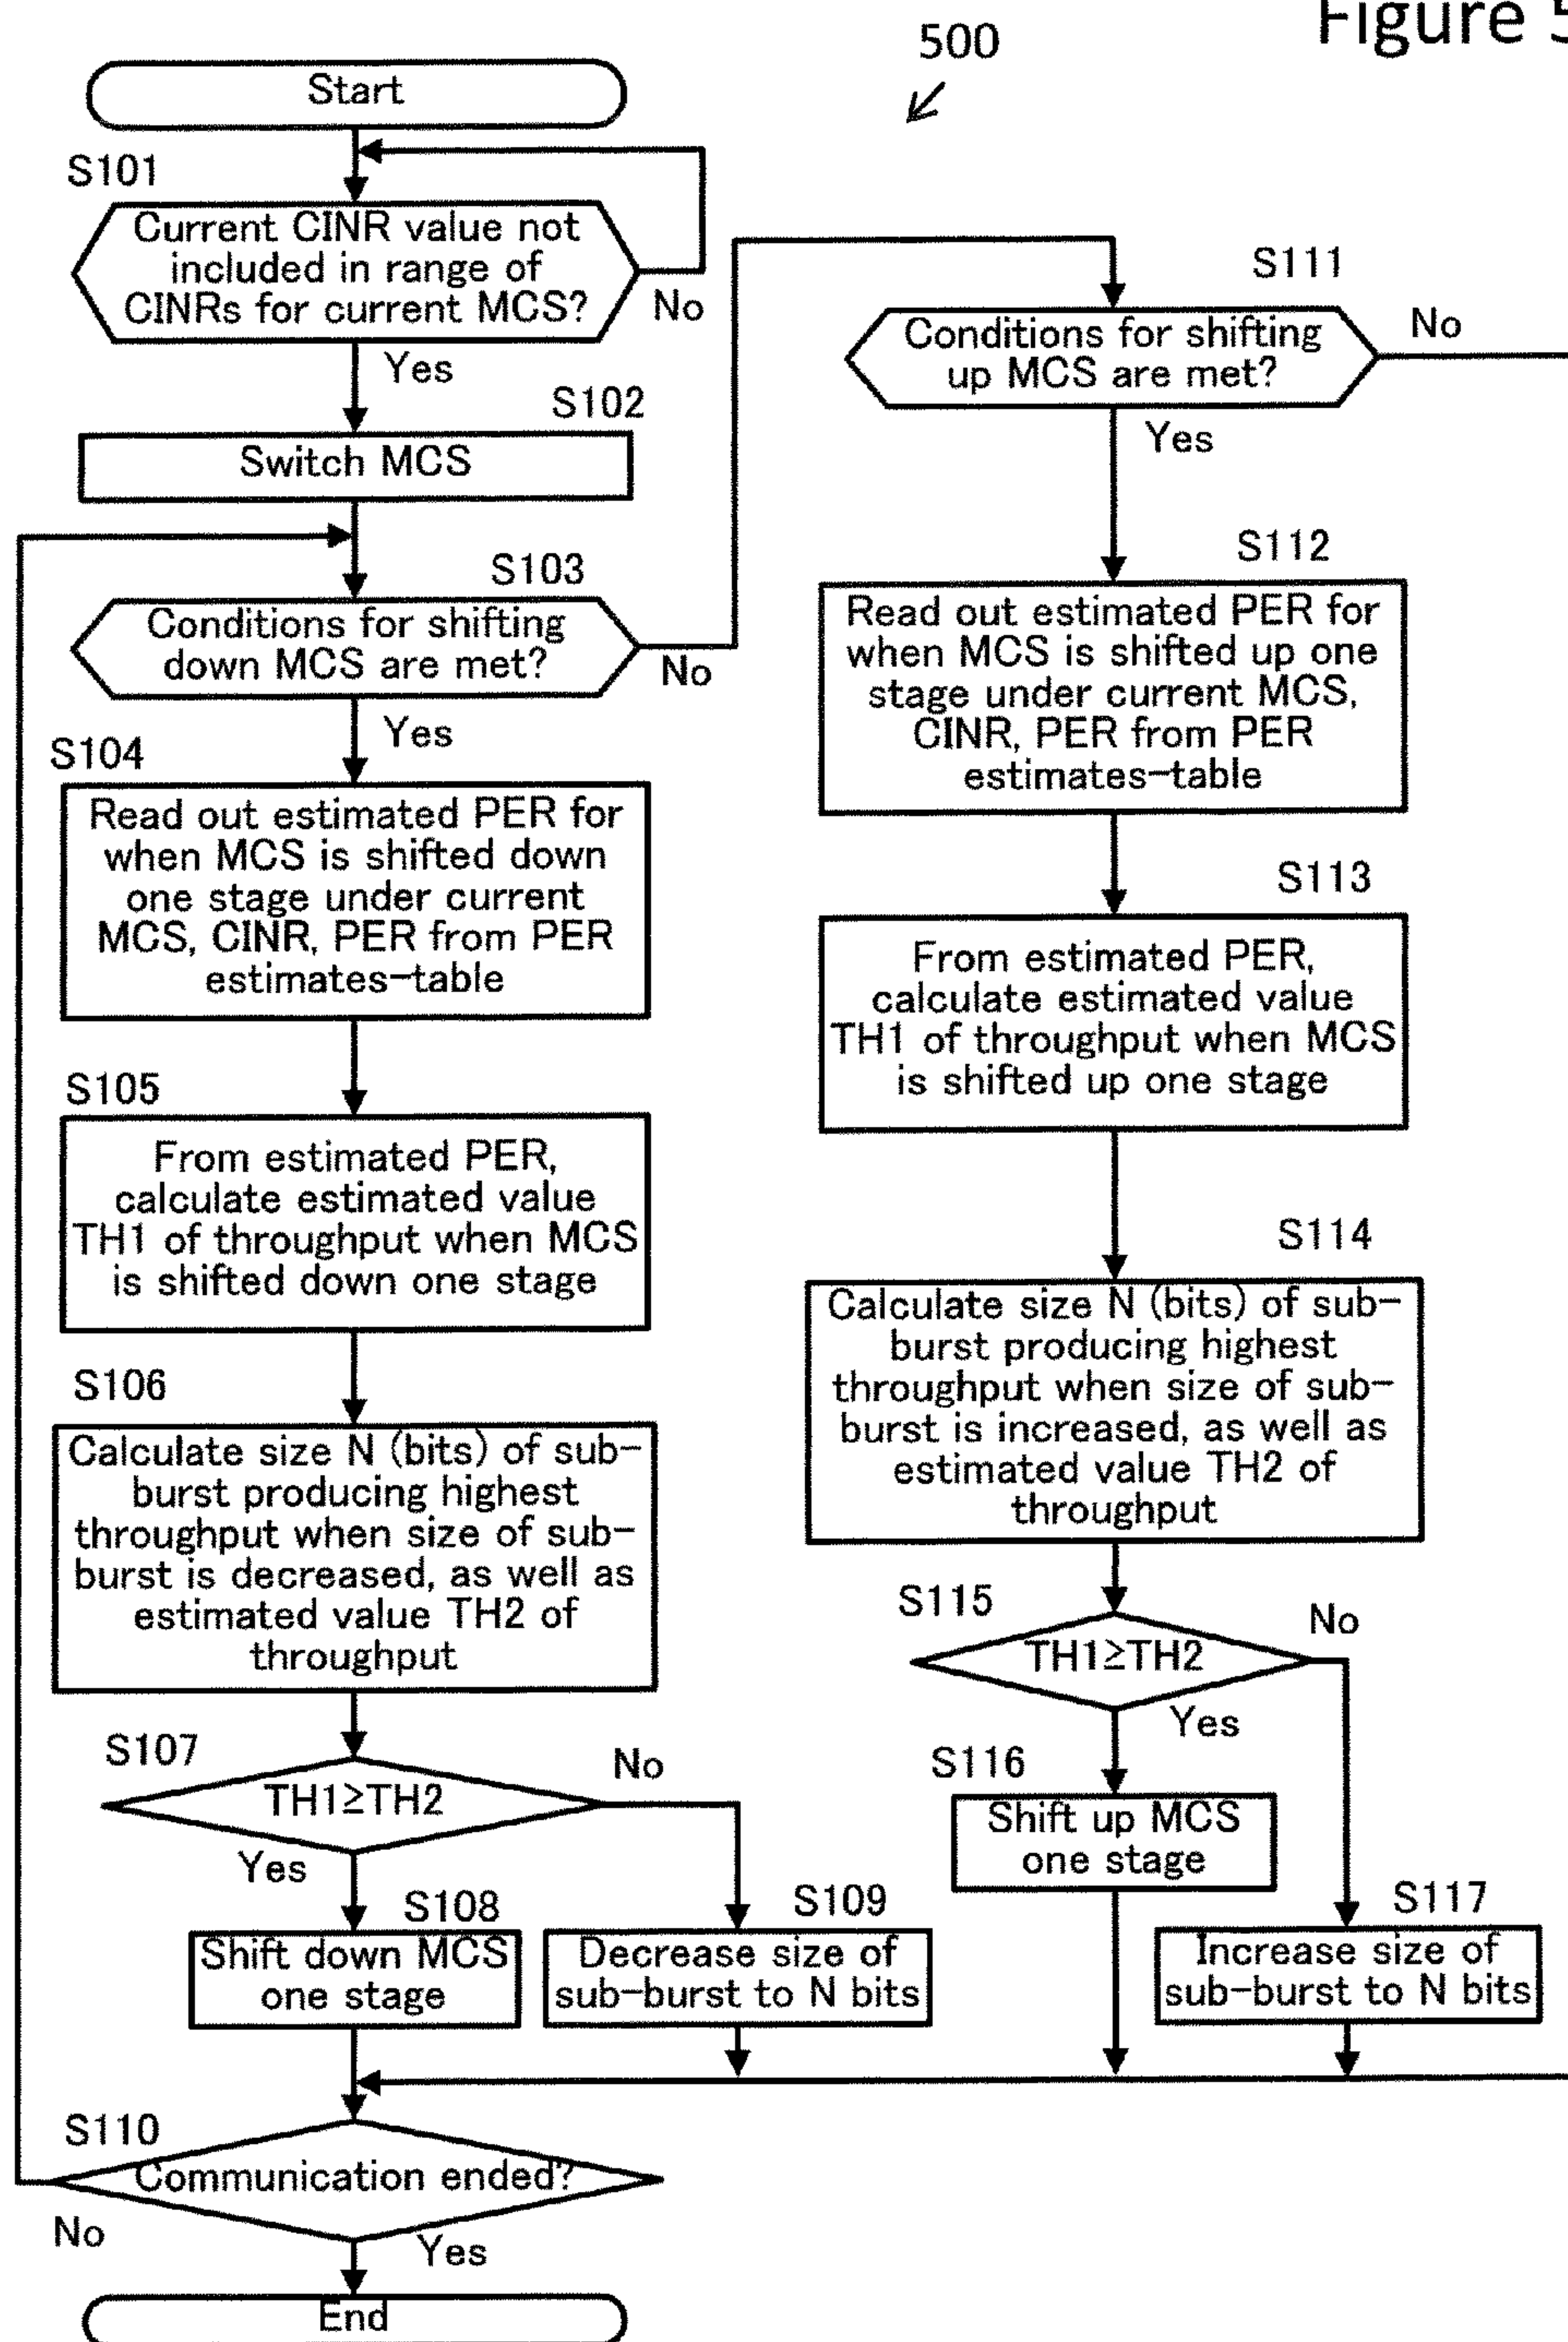 Figure 5
500
Start
S101
Current CINR value not
included in range of
CINRs for current MCS?
No
Yes
S102
Switch MCS
S103
Conditions for shifting
down MCS are met?
No
Yes
S104
Read out estimated PER for
when MCS is shifted down
one stage under current
MCS, CINR, PER from PER
estimates-table
S105
From estimated PER,
calculate estimated value
TH1 of throughput when MCS
is shifted down one stage
S106
Calculate size N (bits) of sub-
burst producing highest
throughput when size of sub-
burst is decreased, as well as
estimated value TH2 of
throughput
S107
TH1≥TH2
No
Yes
S108
Shift down MCS
one stage
S109
Decrease size of
sub-burst to N bits
S110
Communication ended?
No
Yes
End
S111
Conditions for shifting
up MCS are met?
No
Yes
S112
Read out estimated PER for
when MCS is shifted up one
stage under current MCS,
CINR, PER from PER
estimates-table
S113
From estimated PER,
calculate estimated value
TH1 of throughput when MCS
is shifted up one stage
S114
Calculate size N (bits) of sub-
burst producing highest
throughput when size of sub-
burst is increased, as well as
estimated value TH2 of
throughput
S115
TH1≥TH2
No
Yes
S116
Shift up MCS
one stage
S117
Increase size of
sub-burst to N bits